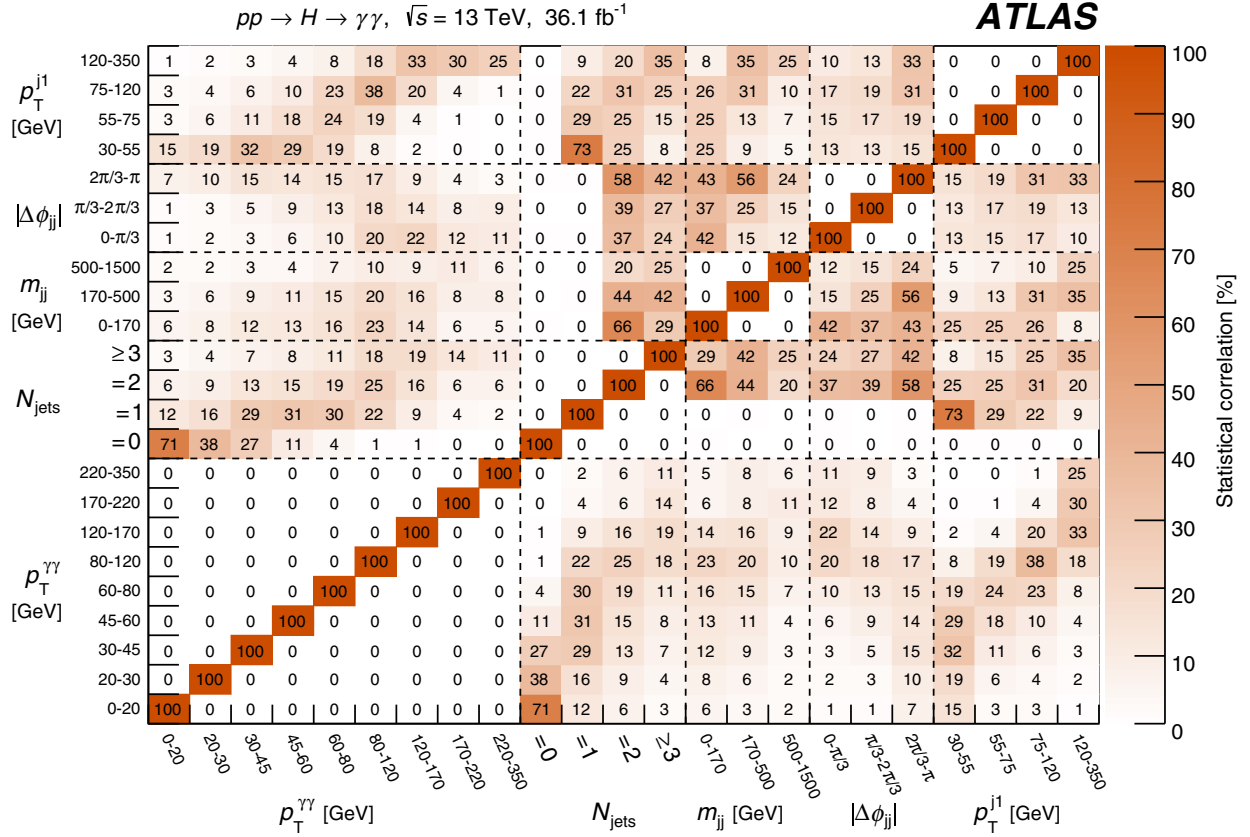 pp → H → γγ, √s = 13 TeV, 36.1 fb⁻¹ ATLAS
120-350 1 2 3 4 8 18 33 30 25 0 9 20 35 8 35 25 10 13 33 0 0 0 100
75-120 3 4 6 10 23 38 20 4 1 0 22 31 25 26 31 10 17 19 31 0 0 100 0
55-75 3 6 11 18 24 19 4 1 0 0 29 25 15 25 13 7 15 17 19 0 100 0 0
30-55 15 19 32 29 19 8 2 0 0 0 73 25 8 25 9 5 13 13 15 100 0 0 0
p_T^j1
[GeV]
2π/3-π 7 10 15 14 15 17 9 4 3 0 0 58 42 43 56 24 0 0 100 15 19 31 33
π/3-2π/3 1 3 5 9 13 18 14 8 9 0 0 39 27 37 25 15 0 100 0 13 17 19 13
0-π/3 1 2 3 6 10 20 22 12 11 0 0 37 24 42 15 12 100 0 0 13 15 17 10
|Δϕ_jj|
500-1500 2 2 3 4 7 10 9 11 6 0 0 20 25 0 0 100 12 15 24 5 7 10 25
170-500 3 6 9 11 15 20 16 8 8 0 0 44 42 0 100 0 15 25 56 9 13 31 35
0-170 6 8 12 13 16 23 14 6 5 0 0 66 29 100 0 0 42 37 43 25 25 26 8
m_jj
[GeV]
≥3 3 4 7 8 11 18 19 14 11 0 0 0 100 29 42 25 24 27 42 8 15 25 35
=2 6 9 13 15 19 25 16 6 6 0 0 100 0 66 44 20 37 39 58 25 25 31 20
=1 12 16 29 31 30 22 9 4 2 0 100 0 0 0 0 0 0 0 0 73 29 22 9
=0 71 38 27 11 4 1 1 0 0 100 0 0 0 0 0 0 0 0 0 0 0 0 0
N_jets
220-350 0 0 0 0 0 0 0 0 100 0 2 6 11 5 8 6 11 9 3 0 0 1 25
170-220 0 0 0 0 0 0 0 100 0 0 4 6 14 6 8 11 12 8 4 0 1 4 30
120-170 0 0 0 0 0 0 100 0 0 1 9 16 19 14 16 9 22 14 9 2 4 20 33
80-120 0 0 0 0 0 100 0 0 0 1 22 25 18 23 20 10 20 18 17 8 19 38 18
60-80 0 0 0 0 100 0 0 0 0 4 30 19 11 16 15 7 10 13 15 19 24 23 8
45-60 0 0 0 100 0 0 0 0 0 11 31 15 8 13 11 4 6 9 14 29 18 10 4
30-45 0 0 100 0 0 0 0 0 0 27 29 13 7 12 9 3 3 5 15 32 11 6 3
20-30 0 100 0 0 0 0 0 0 0 38 16 9 4 8 6 2 2 3 10 19 6 4 2
0-20 100 0 0 0 0 0 0 0 0 71 12 6 3 6 3 2 1 1 7 15 3 3 1
p_T^γγ
[GeV]
0-20 20-30 30-45 45-60 60-80 80-120 120-170 170-220 220-350 =0 =1 =2 ≥3 0-170 170-500 500-1500 0-π/3 π/3-2π/3 2π/3-π 30-55 55-75 75-120 120-350
p_T^γγ [GeV] N_jets m_jj [GeV] |Δϕ_jj| p_T^j1 [GeV]
100
90
80
70
60
50
40
30
20
10
0
Statistical correlation [%]